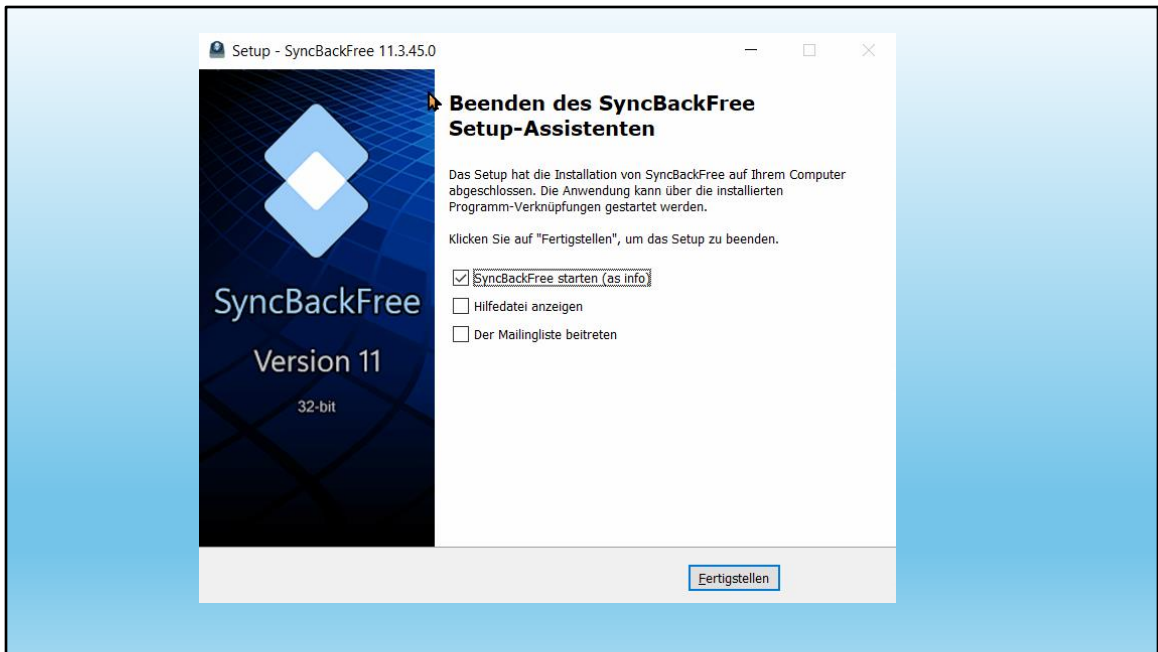 Setup - SyncBackFree 11.3.45.0
Beenden des SyncBackFree
Setup-Assistenten
Das Setup hat die Installation von SyncBackFree auf Ihrem Computer
abgeschlossen. Die Anwendung kann über die installierten
Programm-Verknüpfungen gestartet werden.
Klicken Sie auf "Fertigstellen", um das Setup zu beenden.
SyncBackFree starten (as info)
Hilfedatei anzeigen
Der Mailingliste beitreten
SyncBackFree
Version 11
32-bit
Fertigstellen